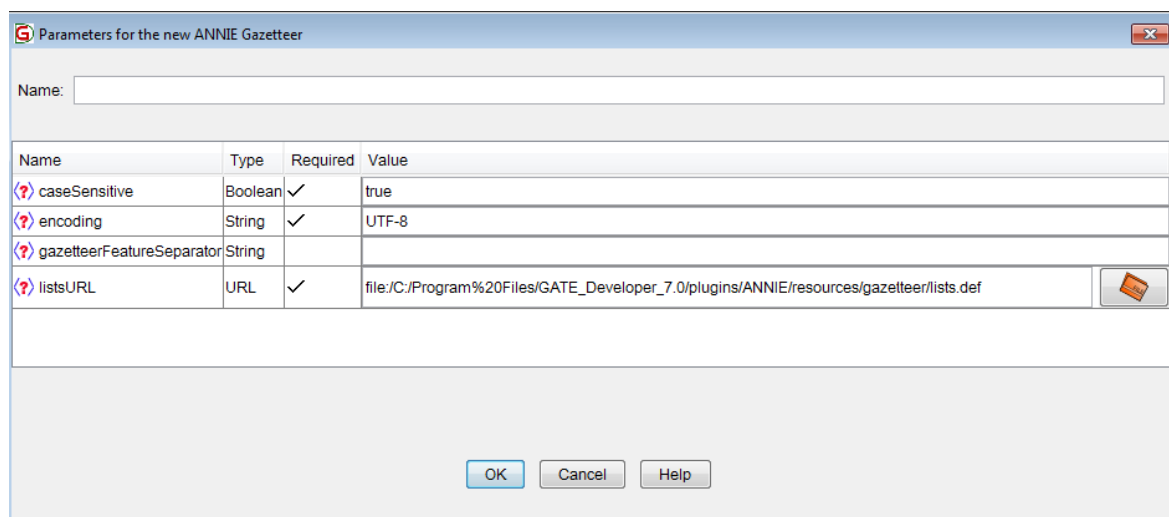 Parameters for the new ANNIE Gazetteer
Name:
Name Type Required Value
<?> caseSensitive Boolean ✓ true
<?> encoding String ✓ UTF-8
<?> gazetteerFeatureSeparator String
<?> listsURL URL ✓ file:/C:/Program%20Files/GATE_Developer_7.0/plugins/ANNIE/resources/gazetteer/lists.def
OK Cancel Help